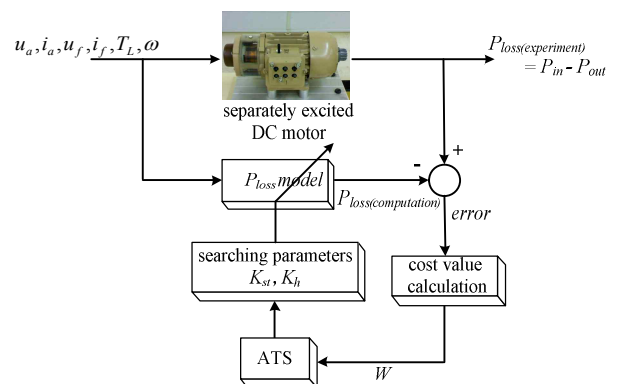 u_a, i_a, u_f, i_f, T_L, ω
P_loss(experiment)
= P_in - P_out
separately excited
DC motor
+
-
P_loss model
P_loss(computation)
error
searching parameters
K_st, K_h
cost value
calculation
ATS
W